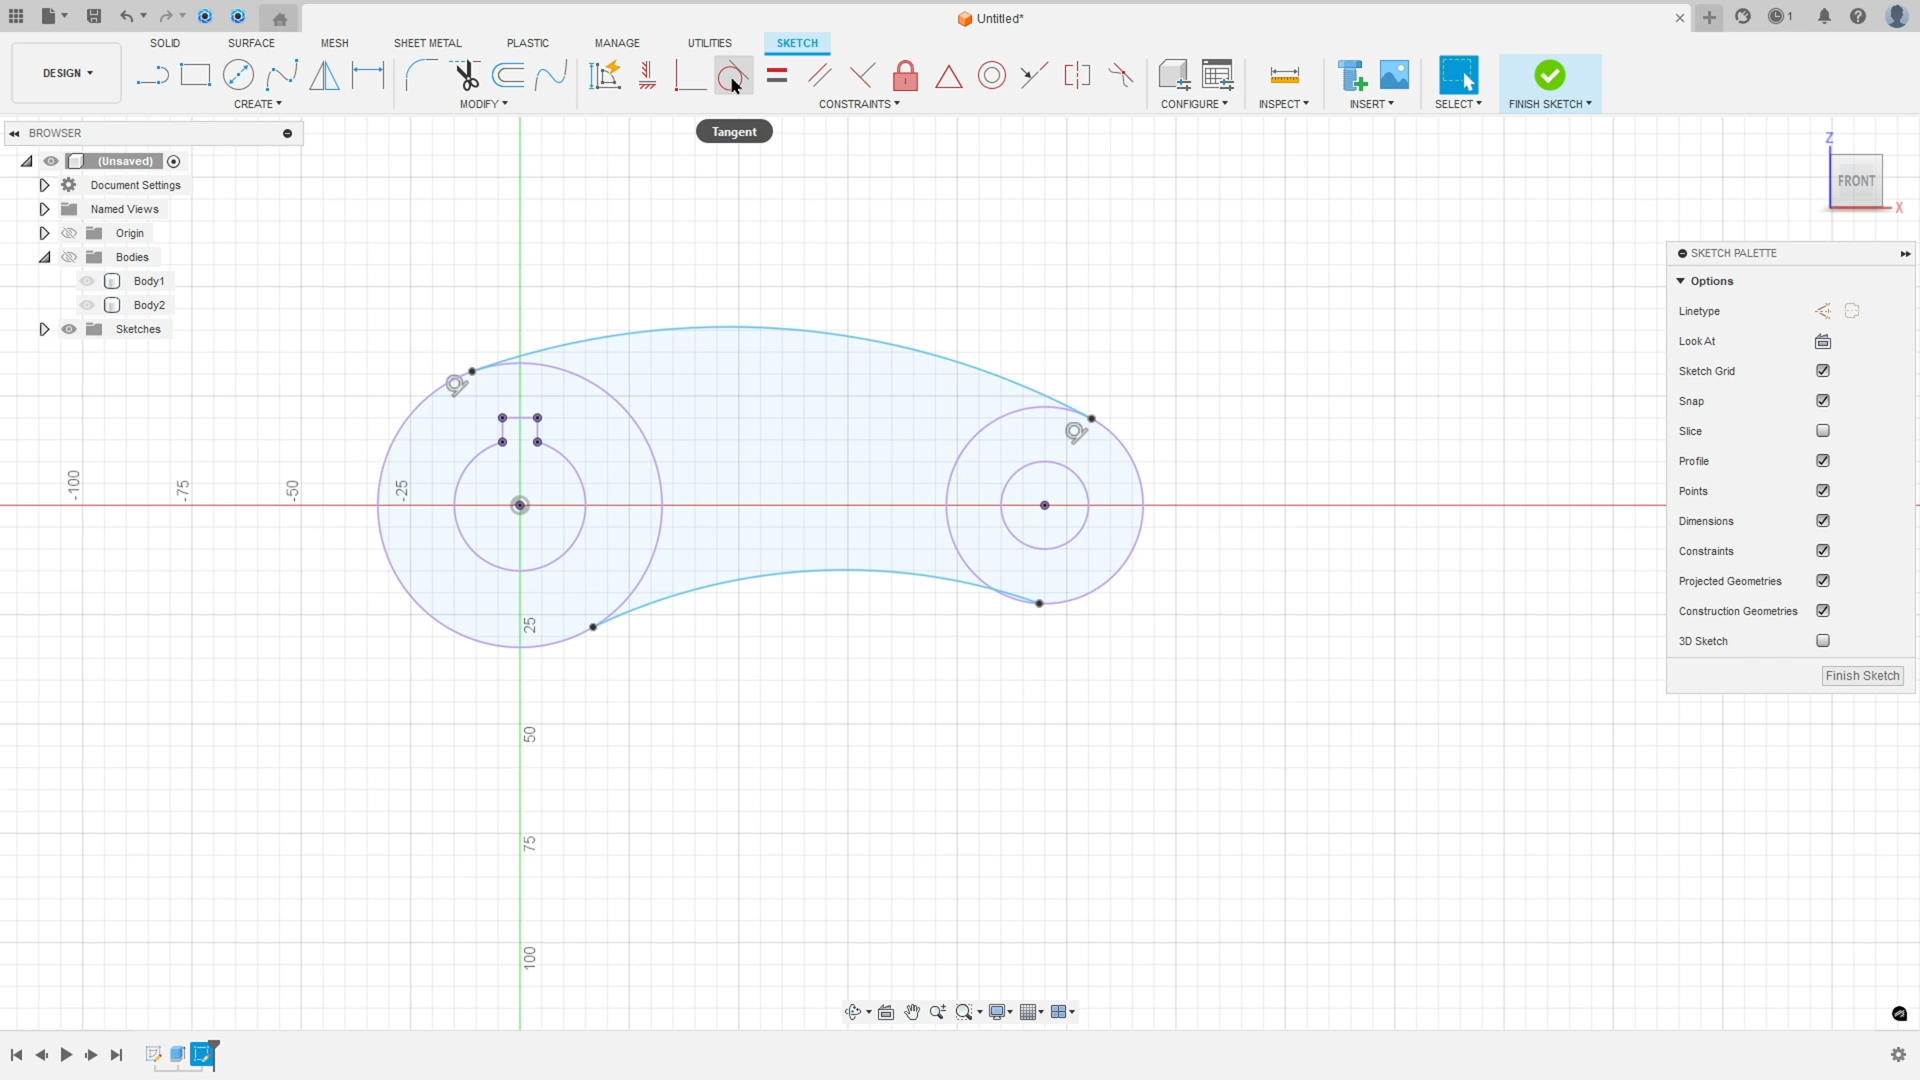 Untitled*
1
SOLID SURFACE MESH SHEET METAL PLASTIC MANAGE UTILITIES SKETCH
DESIGN
CREATE MODIFY CONSTRAINTS CONFIGURE INSPECT INSERT SELECT FINISH SKETCH
Tangent
BROWSER
(Unsaved)
Document Settings
Named Views
Origin
Bodies
Body1
Body2
Sketches
Z
FRONT
X
SKETCH PALETTE
Options
Linetype
Look At
Sketch Grid
Snap
Slice
Profile
Points
Dimensions
Constraints
Projected Geometries
Construction Geometries
3D Sketch
Finish Sketch
-100
-75
-50
-25
25
50
75
100